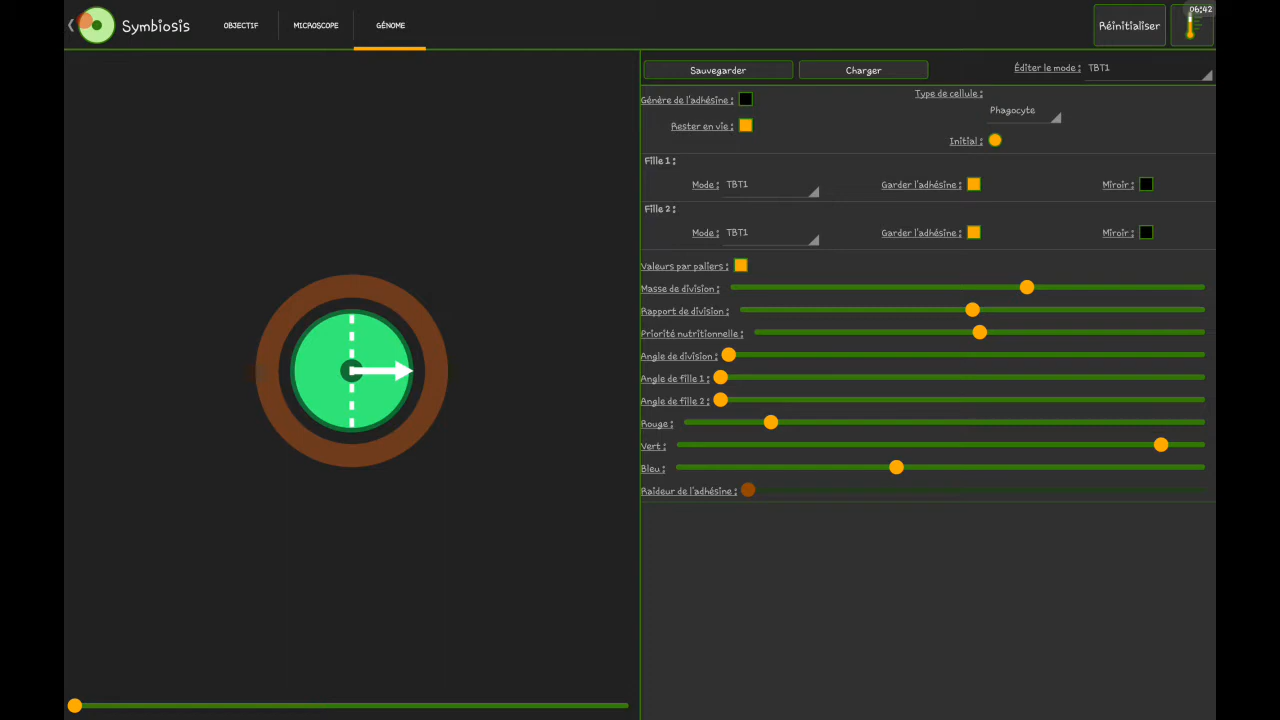 06:42
Symbiosis
OBJECTIF
MICROSCOPE
GÉNOME
Réinitialiser
Sauvegarder
Charger
Éditer le mode : TBT1
Génère de l'adhésine :
Type de cellule :
Phagocyte
Rester en vie :
Initial :
Fille 1 :
Mode : TBT1
Garder l'adhésine :
Miroir :
Fille 2 :
Mode : TBT1
Garder l'adhésine :
Miroir :
Valeurs par paliers :
Masse de division :
Rapport de division :
Priorité nutritionnelle :
Angle de division :
Angle de fille 1 :
Angle de fille 2 :
Rouge :
Vert :
Bleu :
Raideur de l'adhésine :